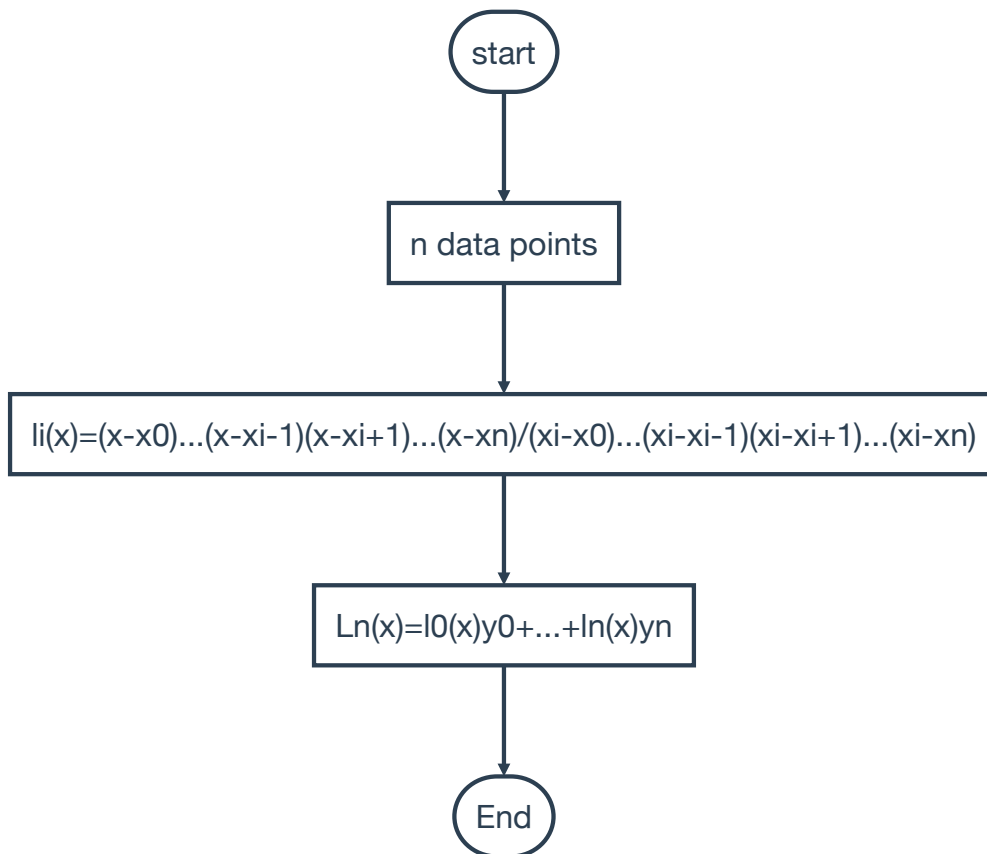 start
n data points
li(x)=(x-x0)...(x-xi-1)(x-xi+1)...(x-xn)/(xi-x0)...(xi-xi-1)(xi-xi+1)...(xi-xn)
Ln(x)=l0(x)y0+...+ln(x)yn
End